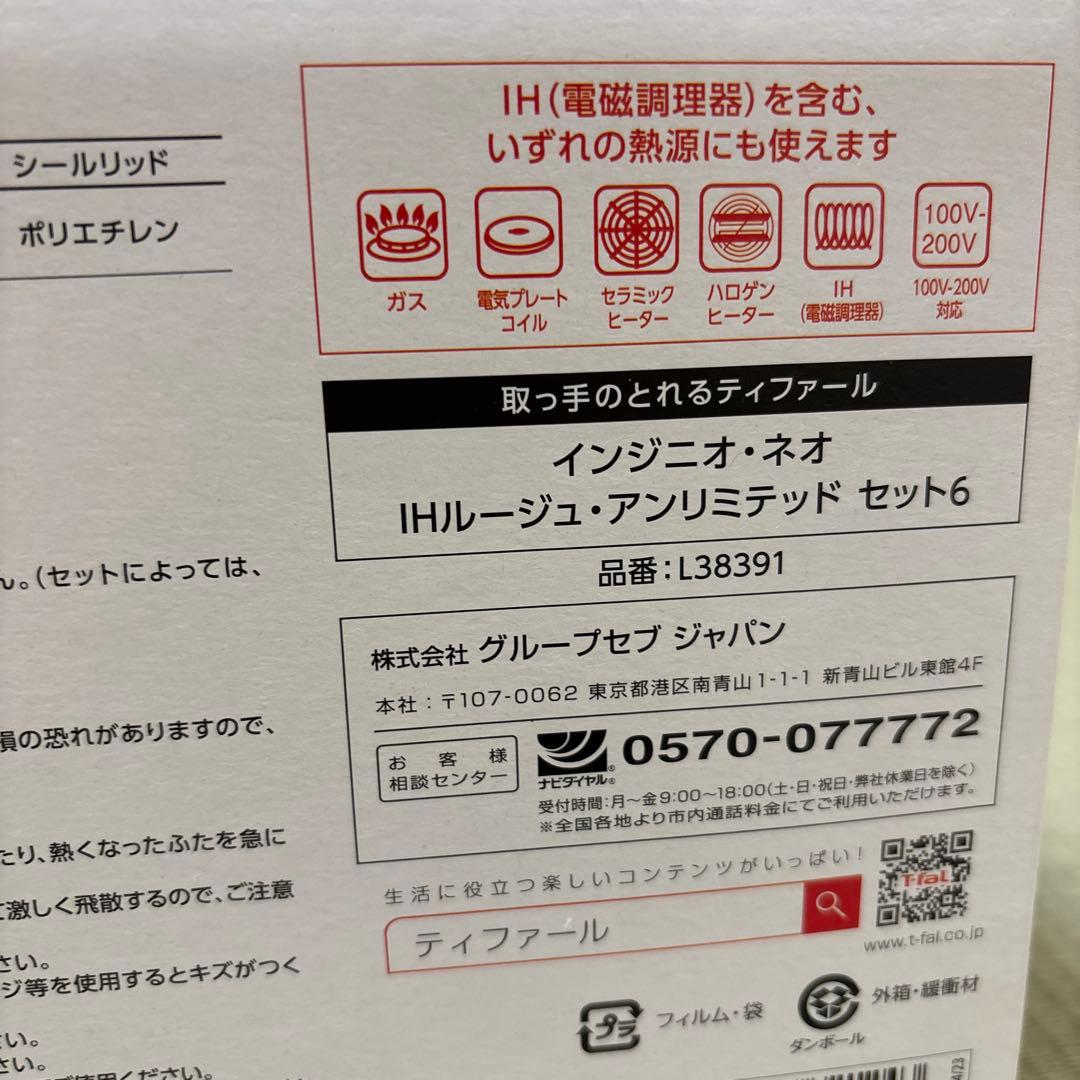 シールリッド
ポリエチレン
ん。(セットによっては、
損の恐れがありますので、
たり、熱くなったふたを急に
て激しく飛散するので、ご注意
さい。
ジ等を使用するとキズがつく
さい。
さい。
ご使用ください。
IH(電磁調理器)を含む、
いずれの熱源にも使えます
100V-
200V
ガス
電気プレート
コイル
セラミック
ヒーター
ハロゲン
ヒーター
IH
(電磁調理器)
100V-200V
対応
取っ手のとれるティファール
インジニオ・ネオ
IHルージュ・アンリミテッド セット6
品番:L38391
株式会社 グループセブ ジャパン
本社:〒107-0062 東京都港区南青山1-1-1 新青山ビル東館4F
お客様
相談センター
ナビダイヤル®
0570-077772
受付時間:月〜金9:00〜18:00(土・日・祝日・弊社休業日を除く)
※全国各地より市内通話料金にてご利用いただけます。
生活に役立つ楽しいコンテンツがいっぱい!
ティファール
T-faL
www.t-fal.co.jp
プラ
フィルム・袋
ダンボール
外箱・緩衝材